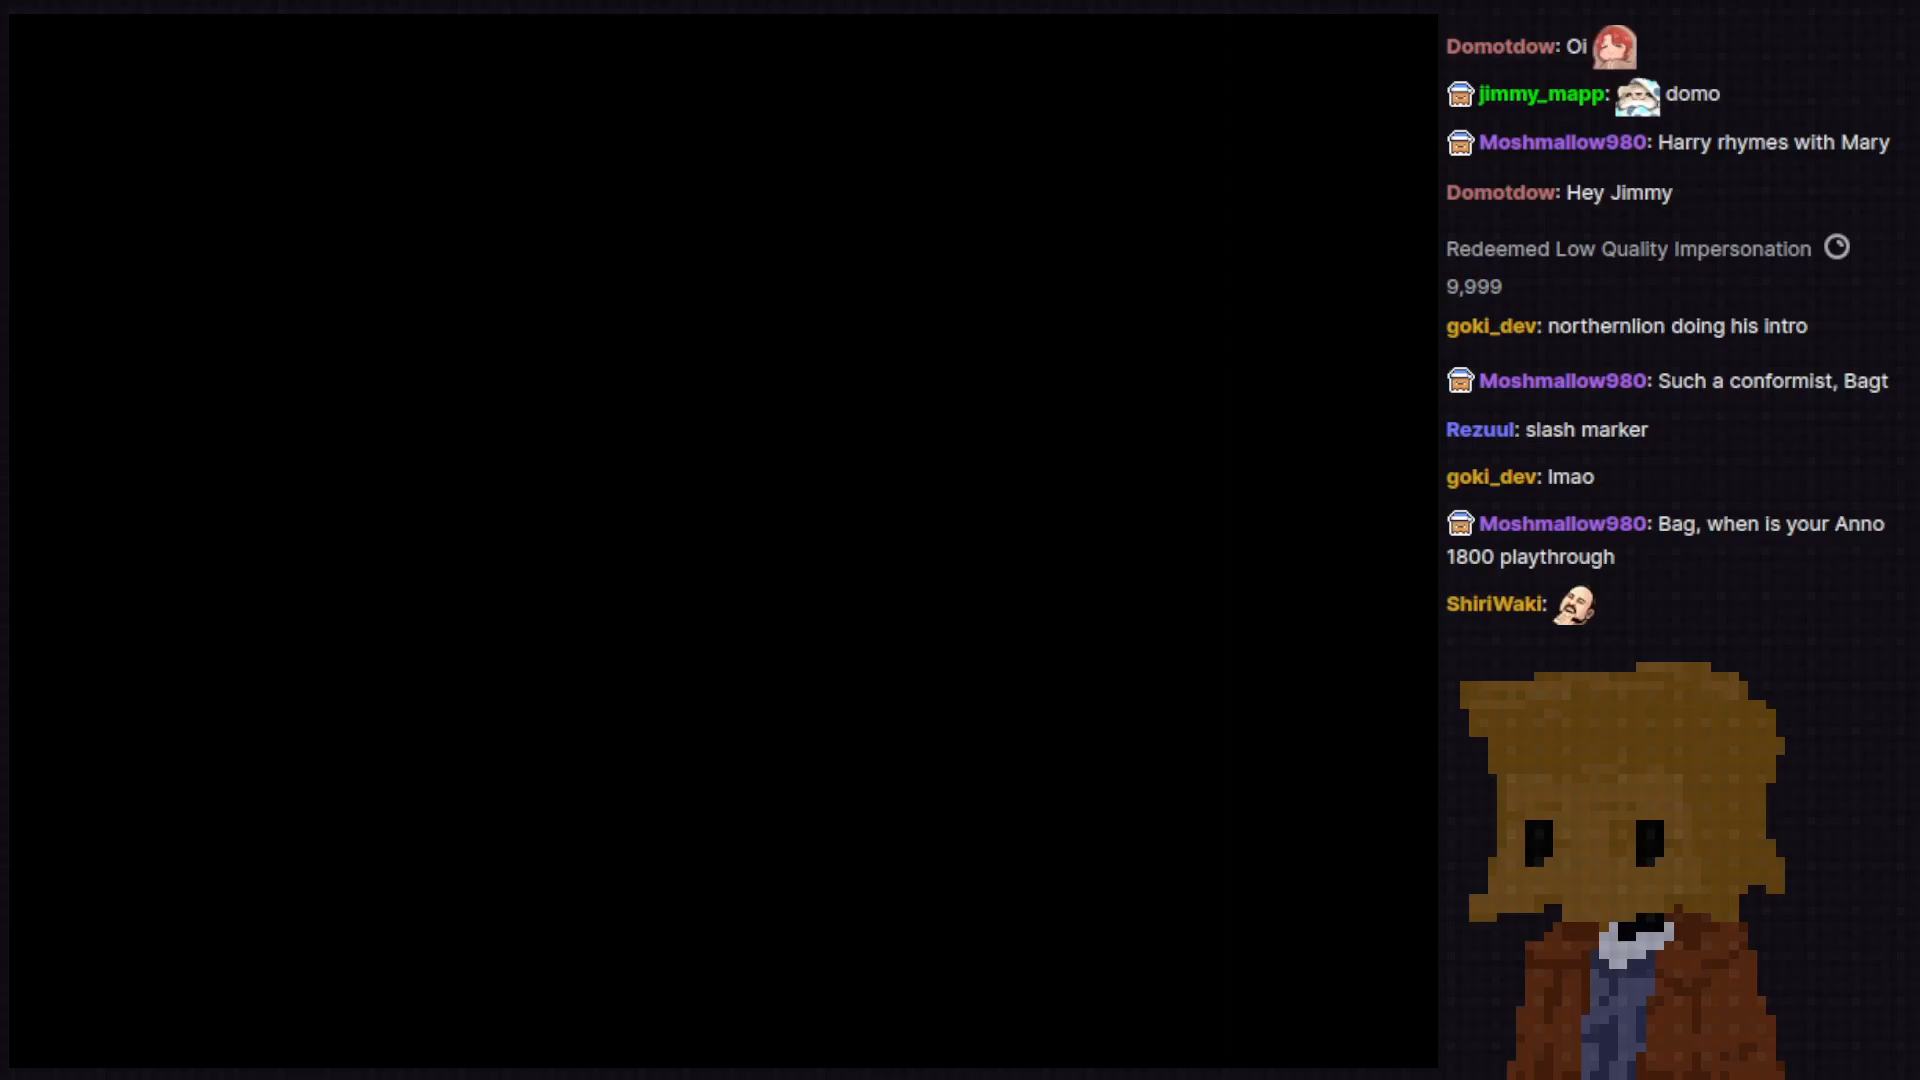 Domotdow: Oi
jimmy_mapp: domo
Moshmallow980: Harry rhymes with Mary
Domotdow: Hey Jimmy
Redeemed Low Quality Impersonation
9,999
goki_dev: northernlion doing his intro
Moshmallow980: Such a conformist, Bagt
Rezuul: slash marker
goki_dev: lmao
Moshmallow980: Bag, when is your Anno
1800 playthrough
ShiriWaki: